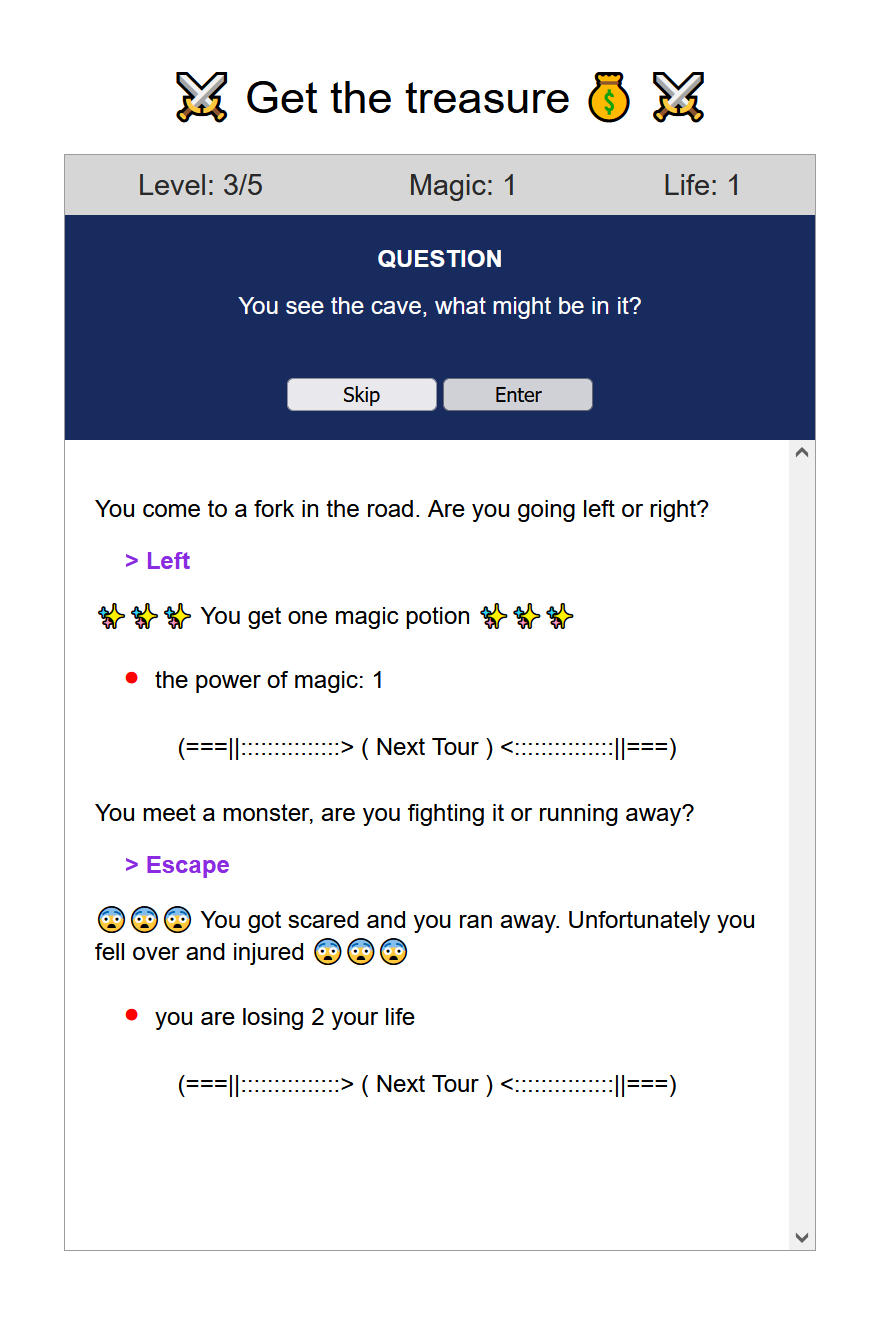 ⚔️ Get the treasure 💰 ⚔️
Level: 3/5 Magic: 1 Life: 1
QUESTION
You see the cave, what might be in it?
Skip Enter
You come to a fork in the road. Are you going left or right?
> Left
✨✨✨ You get one magic potion ✨✨✨
• the power of magic: 1
(===||:::::::::::::::> ( Next Tour ) <:::::::::::::::||===)
You meet a monster, are you fighting it or running away?
> Escape
😨😨😨 You got scared and you ran away. Unfortunately you
fell over and injured 😨😨😨
• you are losing 2 your life
(===||:::::::::::::::> ( Next Tour ) <:::::::::::::::||===)